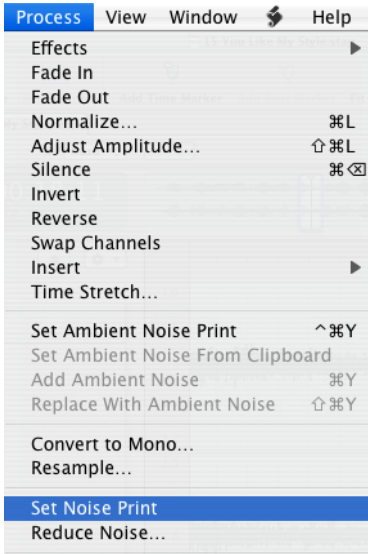 Process View Window Help
Effects
Fade In
Fade Out
Normalize... ⌘L
Adjust Amplitude... ⇧⌘L
Silence ⌘⌫
Invert
Reverse
Swap Channels
Insert
Time Stretch...
Set Ambient Noise Print ^⌘Y
Set Ambient Noise From Clipboard
Add Ambient Noise ⌘Y
Replace With Ambient Noise ⇧⌘Y
Convert to Mono...
Resample...
Set Noise Print
Reduce Noise...